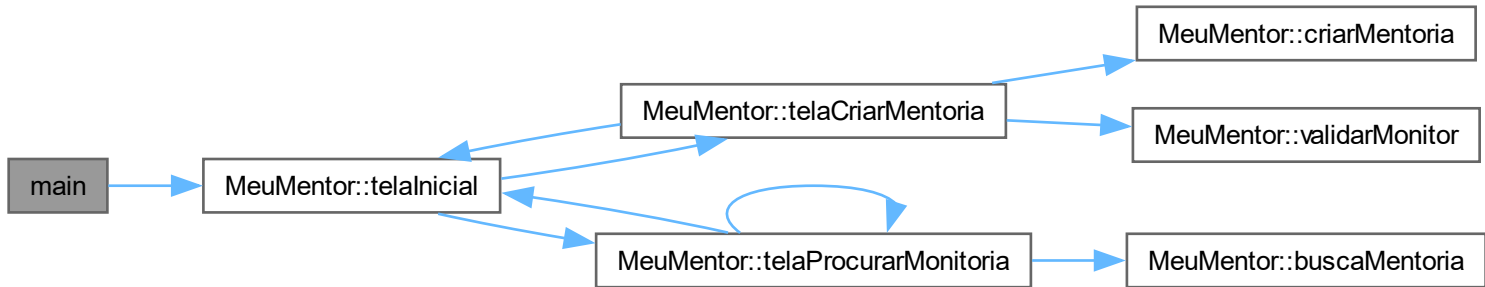 main
MeuMentor::telaInicial
MeuMentor::telaCriarMentoria
MeuMentor::criarMentoria
MeuMentor::validarMonitor
MeuMentor::telaProcurarMonitoria
MeuMentor::buscaMentoria